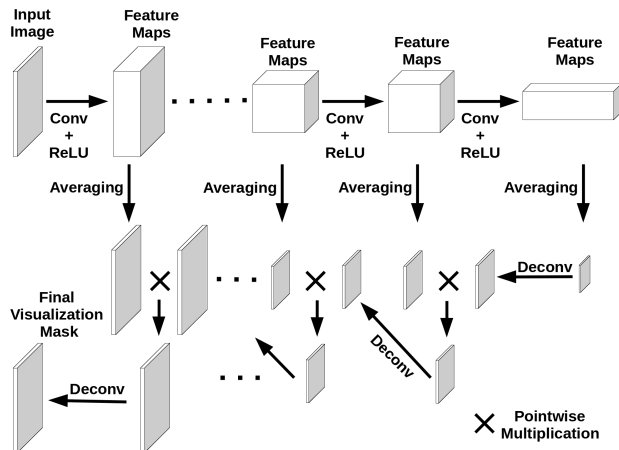 Input
Image
Feature
Maps
Feature
Maps
Feature
Maps
Feature
Maps
Conv
+
ReLU
Conv
+
ReLU
Conv
+
ReLU
Averaging
Averaging
Averaging
Averaging
Deconv
Final
Visualization
Mask
Deconv
Deconv
Pointwise
Multiplication